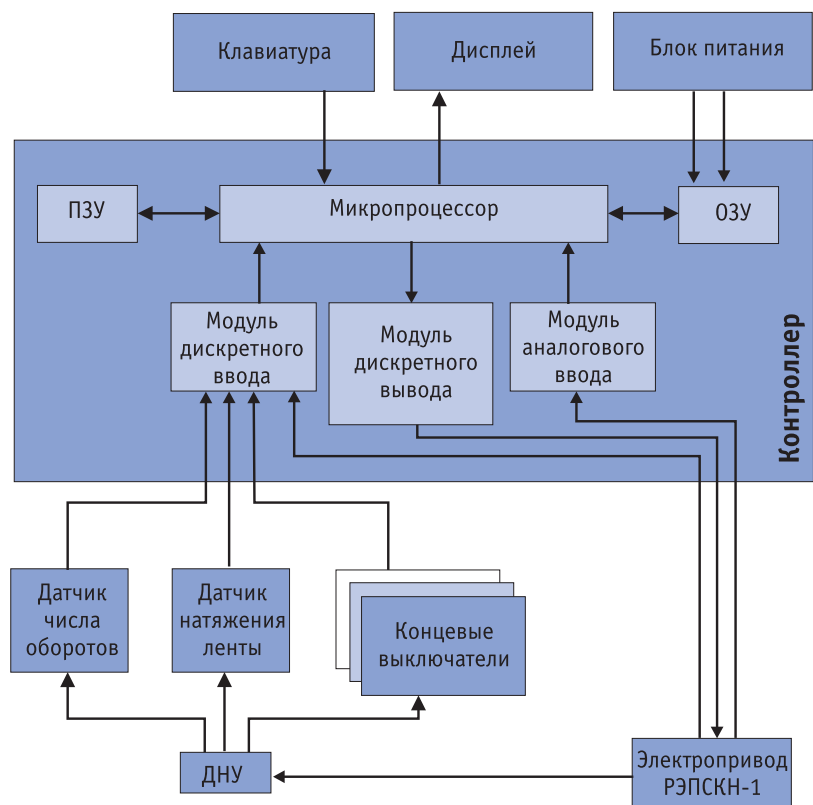 Клавиатура
Дисплей
Блок питания
ПЗУ
Микропроцессор
ОЗУ
Модуль
дискретного
ввода
Модуль
дискретного
вывода
Модуль
аналогового
ввода
Контроллер
Датчик
числа
оборотов
Датчик
натяжения
ленты
Концевые
выключатели
ДНУ
Электропривод
РЭПСКН-1